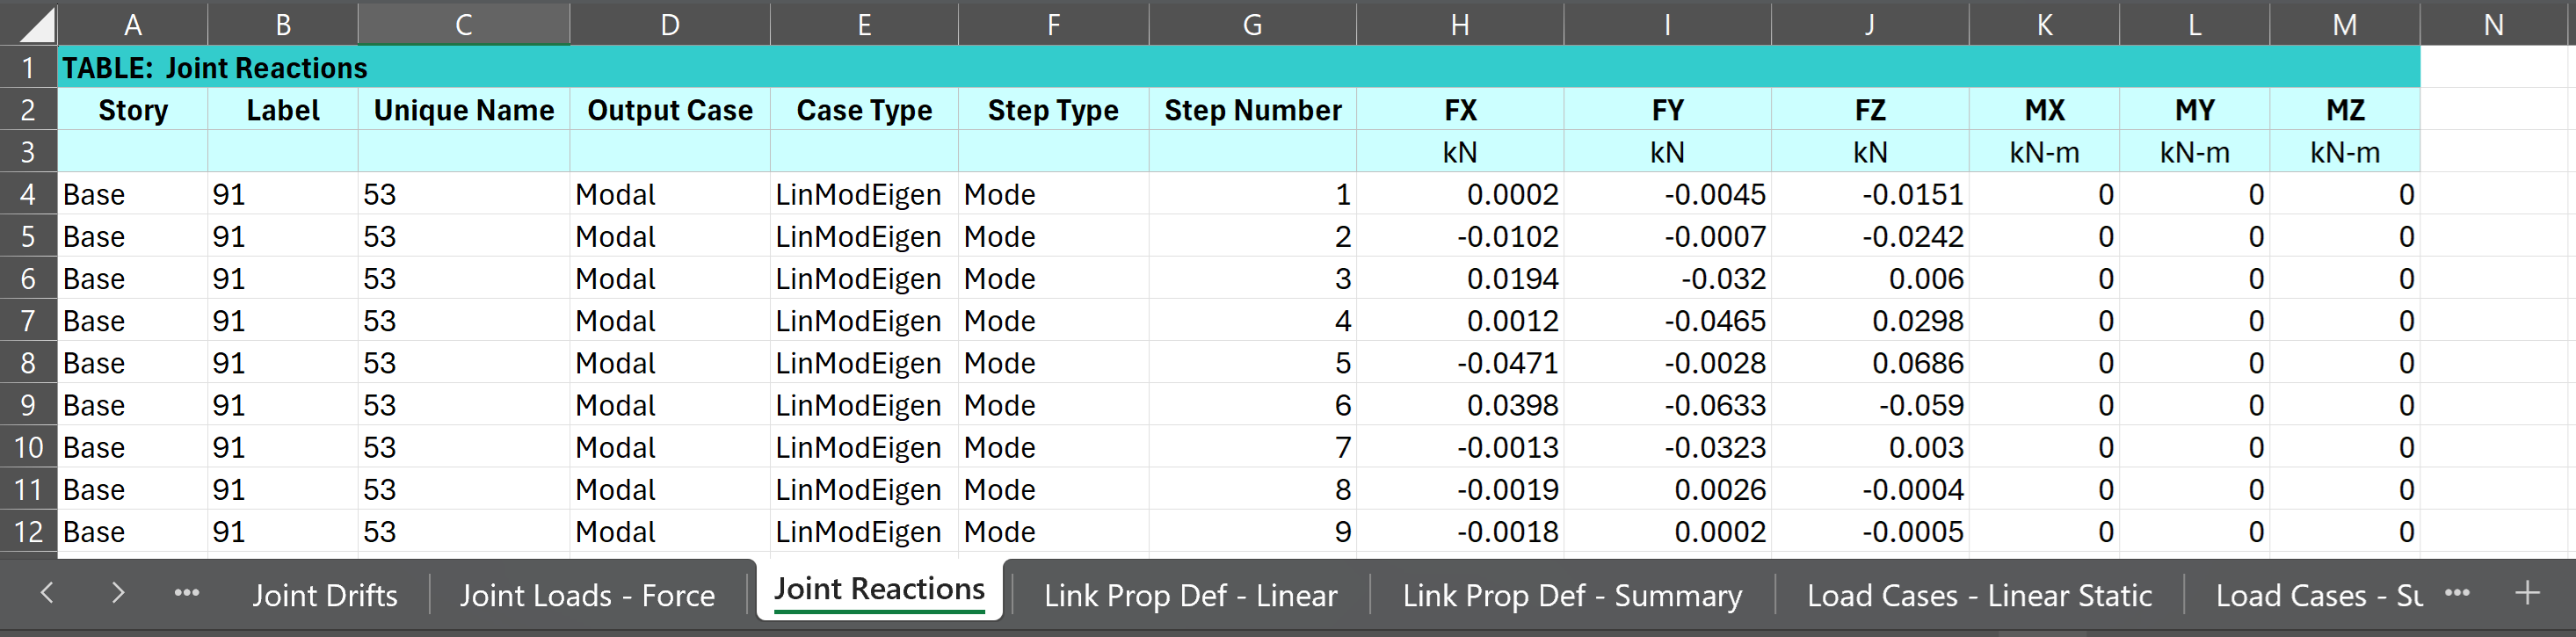 A B C D E F G H I J K L M N
1 TABLE: Joint Reactions
2 Story Label Unique Name Output Case Case Type Step Type Step Number FX FY FZ MX MY MZ
3 kN kN kN kN-m kN-m kN-m
4 Base 91 53 Modal LinModEigen Mode 1 0.0002 -0.0045 -0.0151 0 0 0
5 Base 91 53 Modal LinModEigen Mode 2 -0.0102 -0.0007 -0.0242 0 0 0
6 Base 91 53 Modal LinModEigen Mode 3 0.0194 -0.032 0.006 0 0 0
7 Base 91 53 Modal LinModEigen Mode 4 0.0012 -0.0465 0.0298 0 0 0
8 Base 91 53 Modal LinModEigen Mode 5 -0.0471 -0.0028 0.0686 0 0 0
9 Base 91 53 Modal LinModEigen Mode 6 0.0398 -0.0633 -0.059 0 0 0
10 Base 91 53 Modal LinModEigen Mode 7 -0.0013 -0.0323 0.003 0 0 0
11 Base 91 53 Modal LinModEigen Mode 8 -0.0019 0.0026 -0.0004 0 0 0
12 Base 91 53 Modal LinModEigen Mode 9 -0.0018 0.0002 -0.0005 0 0 0
Joint Drifts Joint Loads - Force Joint Reactions Link Prop Def - Linear Link Prop Def - Summary Load Cases - Linear Static Load Cases - Su